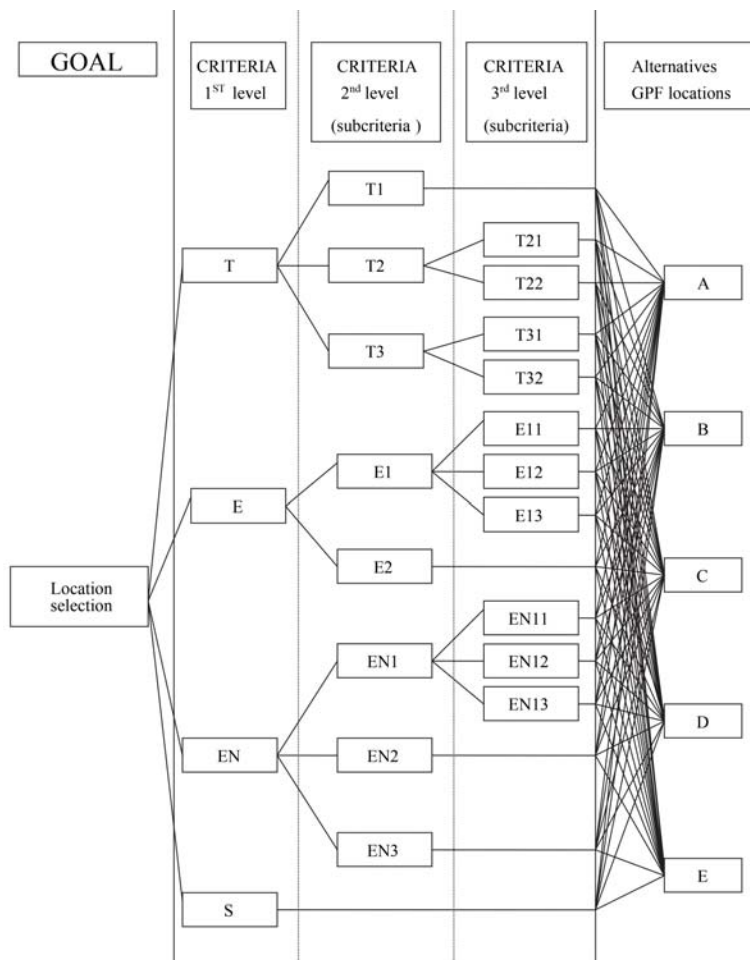 GOAL
CRITERIA
1ST level
CRITERIA
2nd level
(subcriteria )
CRITERIA
3rd level
(subcriteria)
Alternatives
GPF locations
T1
T
T2
T21
T22
A
T3
T31
T32
E11
B
E1
E12
E
E13
E2
C
Location
selection
EN11
EN1
EN12
EN13
D
EN
EN2
EN3
E
S